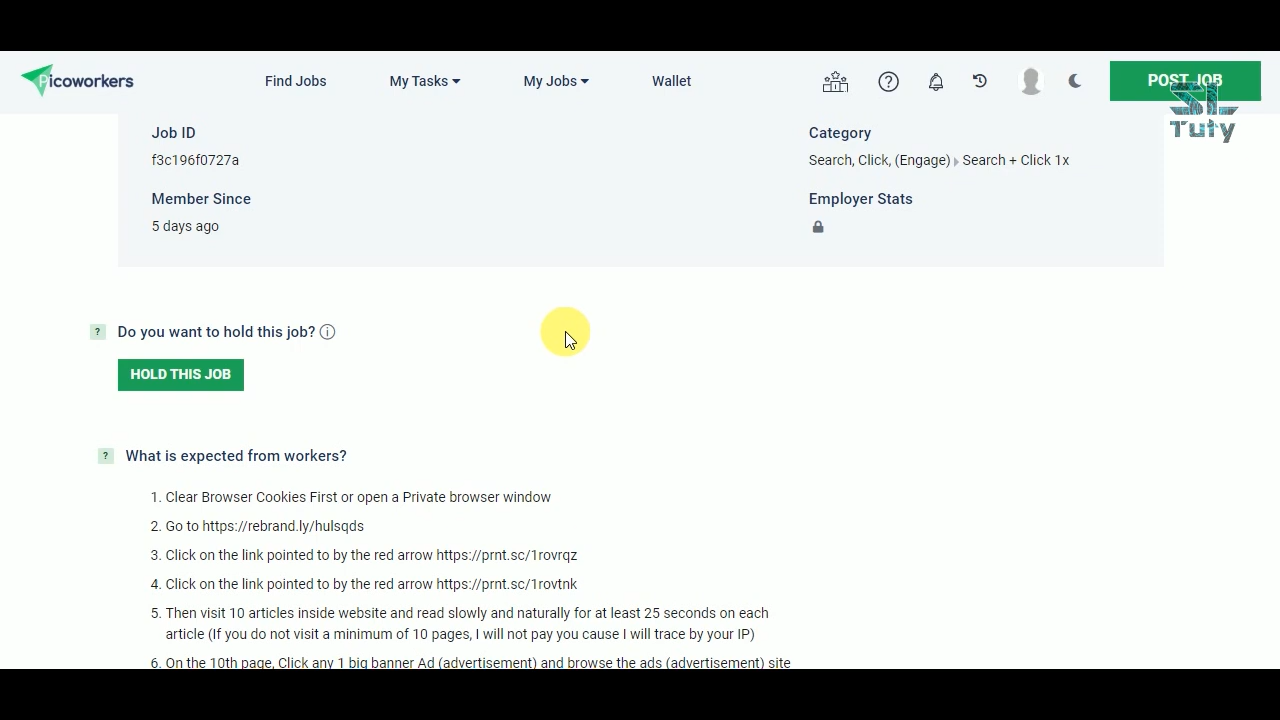 Picoworkers
Find Jobs
My Tasks
My Jobs
Wallet
POST JOB
SL
Tufy
Job ID
f3c196f0727a
Category
Search, Click, (Engage) Search + Click 1x
Member Since
5 days ago
Employer Stats
? Do you want to hold this job?
HOLD THIS JOB
? What is expected from workers?
1. Clear Browser Cookies First or open a Private browser window
2. Go to https://rebrand.ly/hulsqds
3. Click on the link pointed to by the red arrow https://prnt.sc/1rovrqz
4. Click on the link pointed to by the red arrow https://prnt.sc/1rovtnk
5. Then visit 10 articles inside website and read slowly and naturally for at least 25 seconds on each
article (If you do not visit a minimum of 10 pages, I will not pay you cause I will trace by your IP)
6. On the 10th page, Click any 1 big banner Ad (advertisement) and browse the ads (advertisement) site